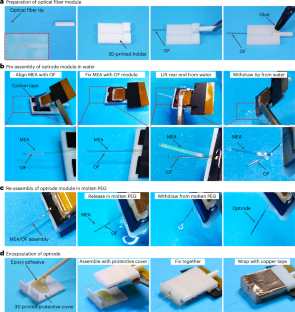 a Preparation of optical fiber module
Optical fiber tip
3D-printed holder
OF
Glue
OF
b Pre-assembly of optrode module in water
Align MEA with OF
Fix MEA with OF module
Lift rear end from water
Withdraw tip from water
Carbon tape
MEA
OF
MEA
OF
MEA
OF
MEA
OF
c Re-assembly of optrode module in molten PEG
Release in molten PEG
Withdraw from molten PEG
Optrode
MEA/OF assembly
d Encapsulation of optrode
Epoxy adhesive
Assemble with protective cover
Fix together
Wrap with copper tape
3D-printed protective cover